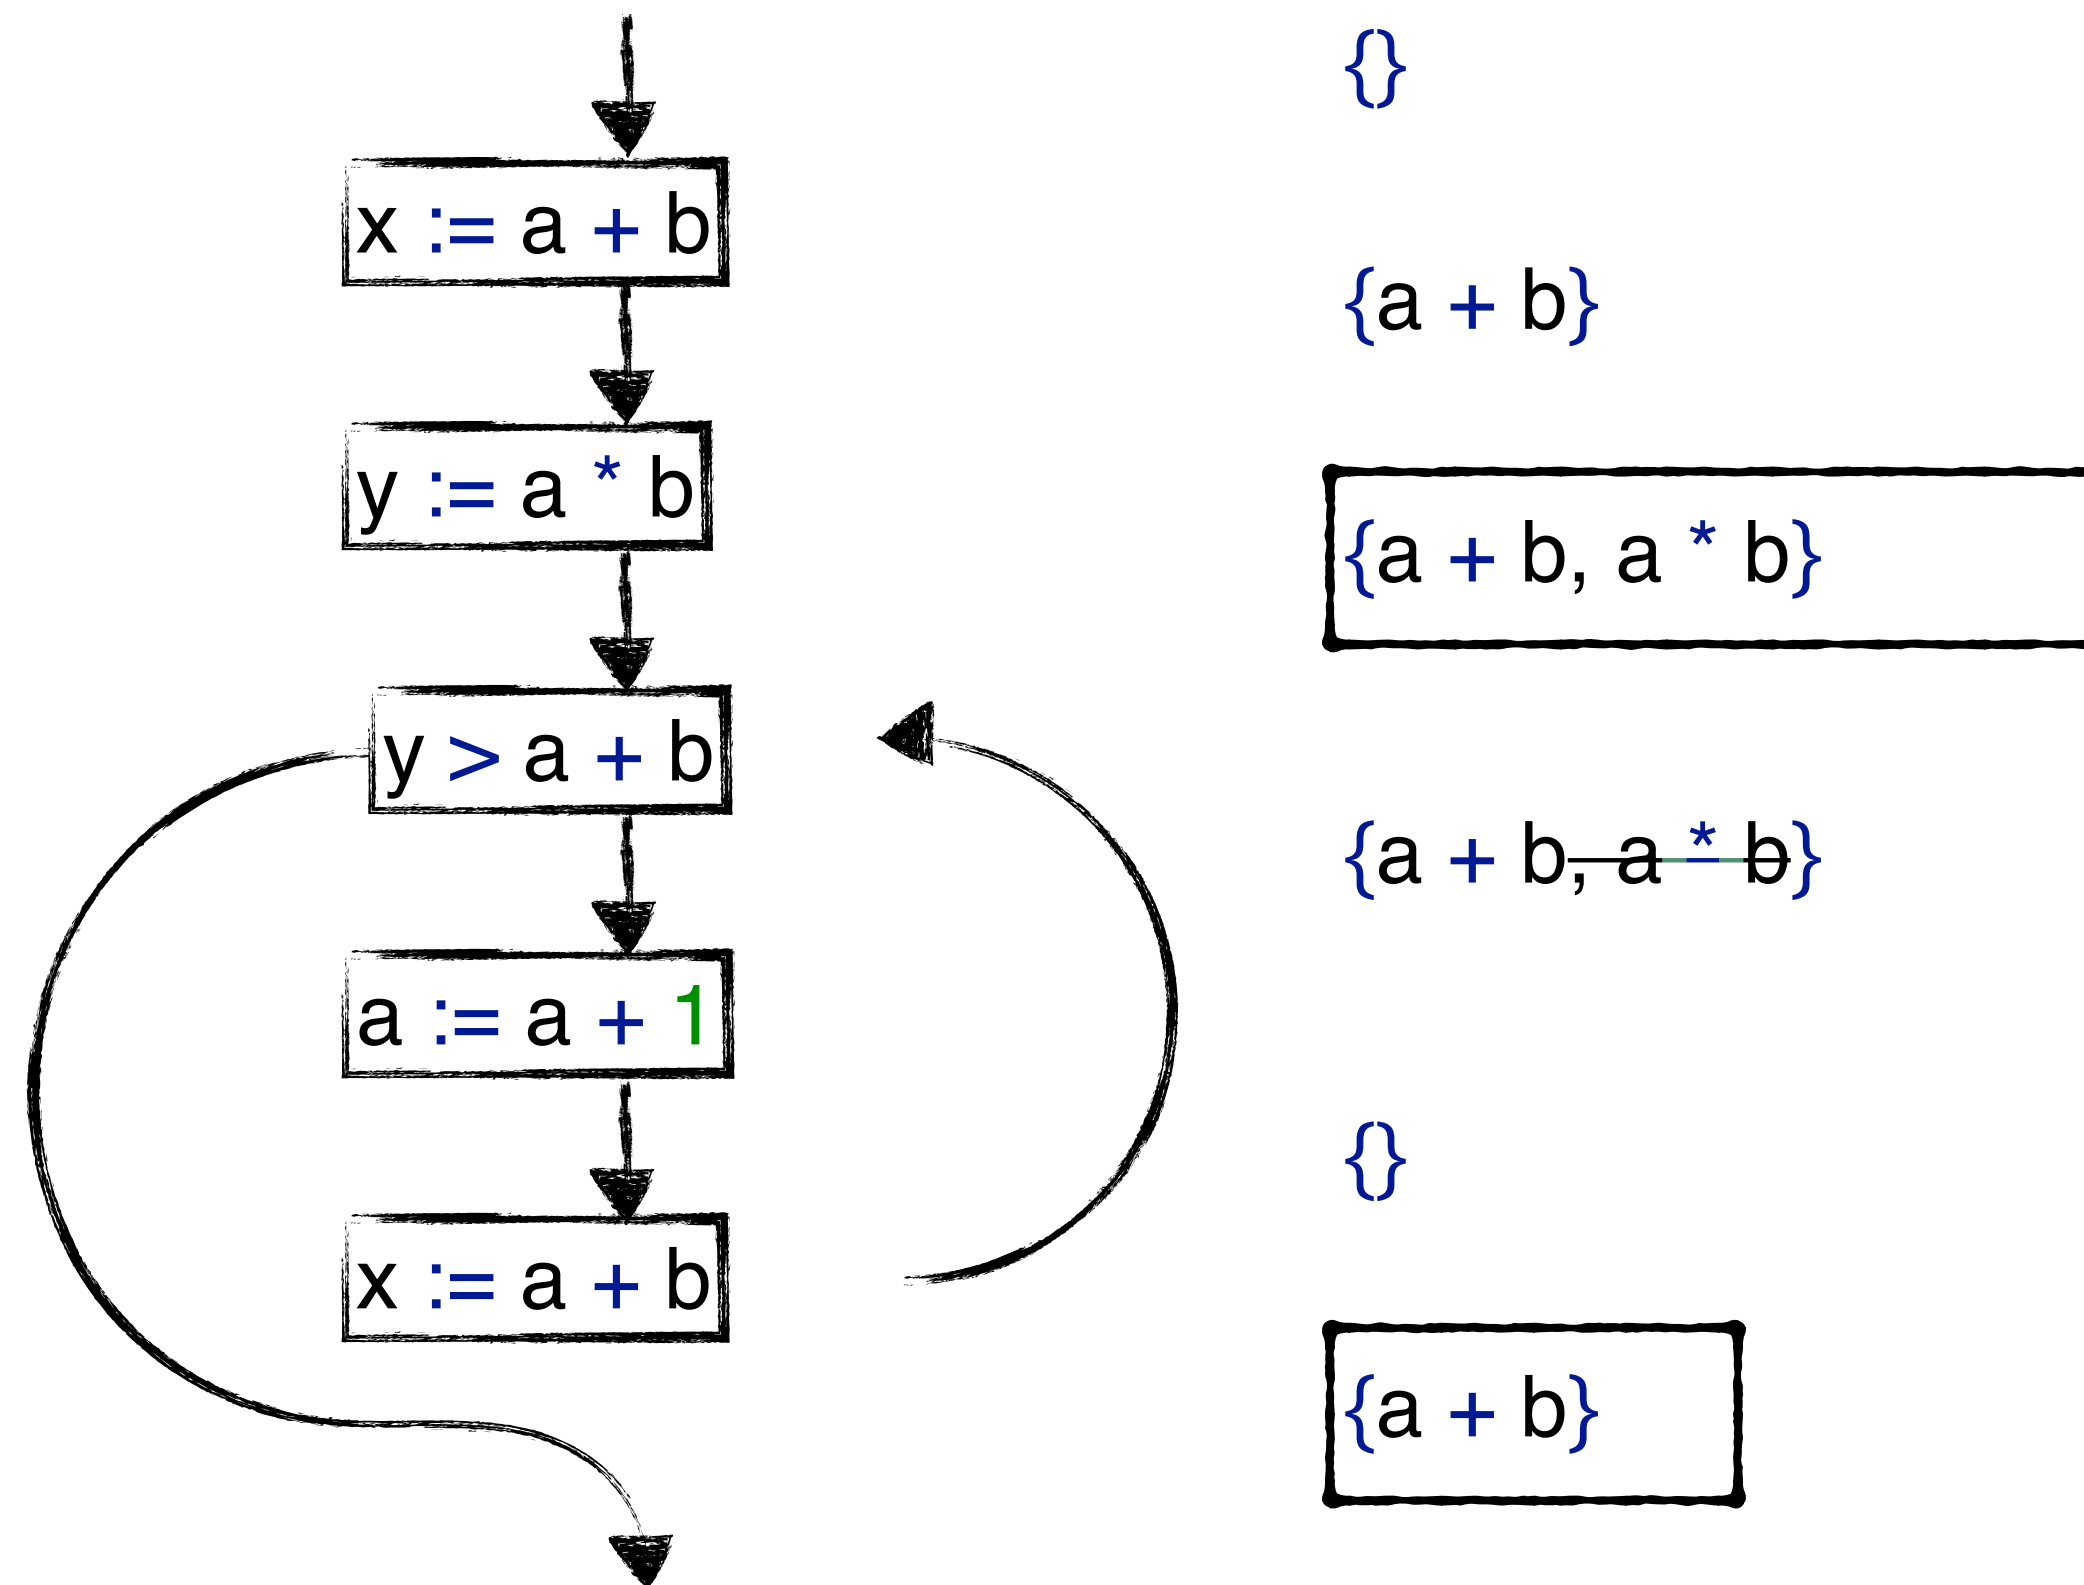 {}
x := a + b
{a + b}
y := a * b
{a + b, a * b}
y > a + b
{a + b, a * b}
a := a + 1
{}
x := a + b
{a + b}